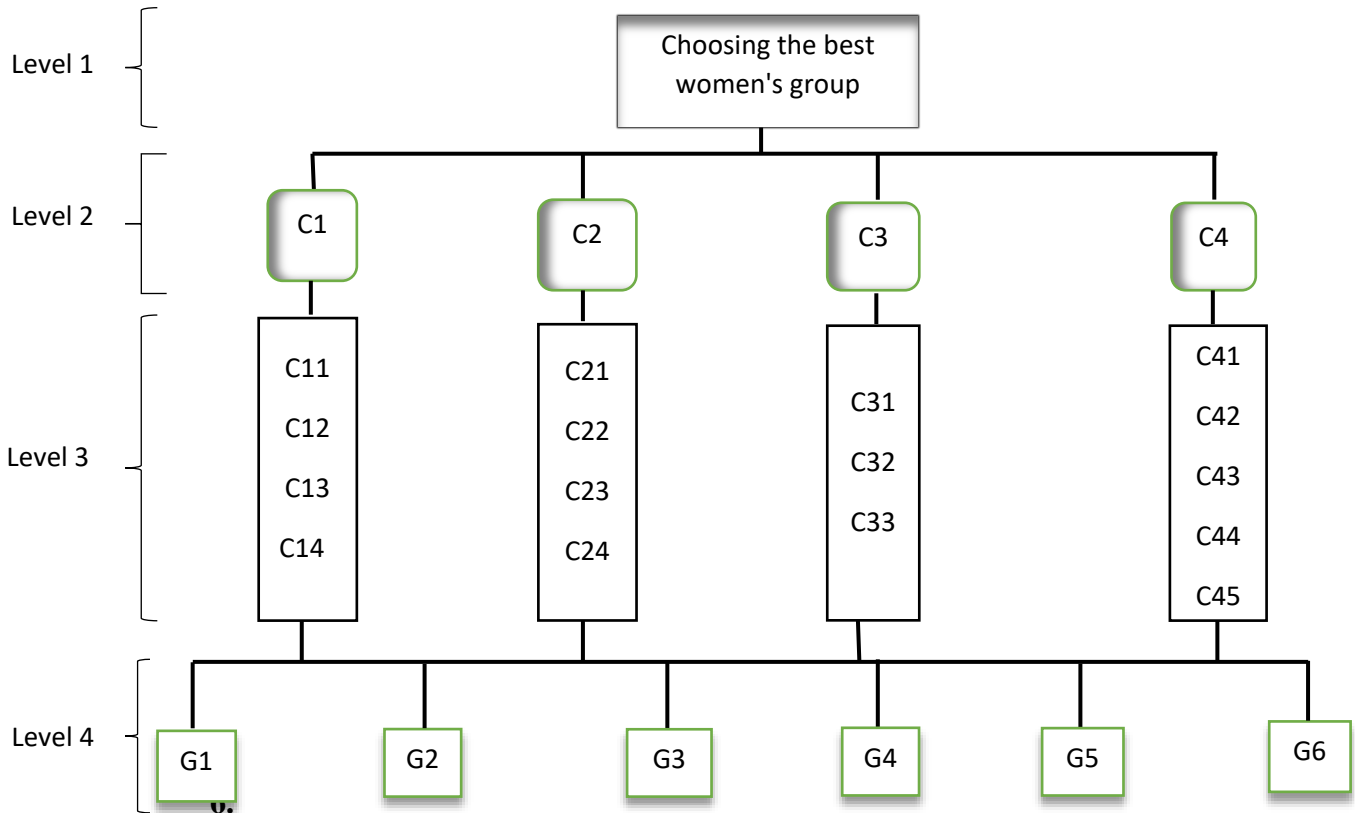 Level 1
Choosing the best
women's group
Level 2
C1
C2
C3
C4
Level 3
C11
C12
C13
C14
C21
C22
C23
C24
C31
C32
C33
C41
C42
C43
C44
C45
Level 4
G1
G2
G3
G4
G5
G6